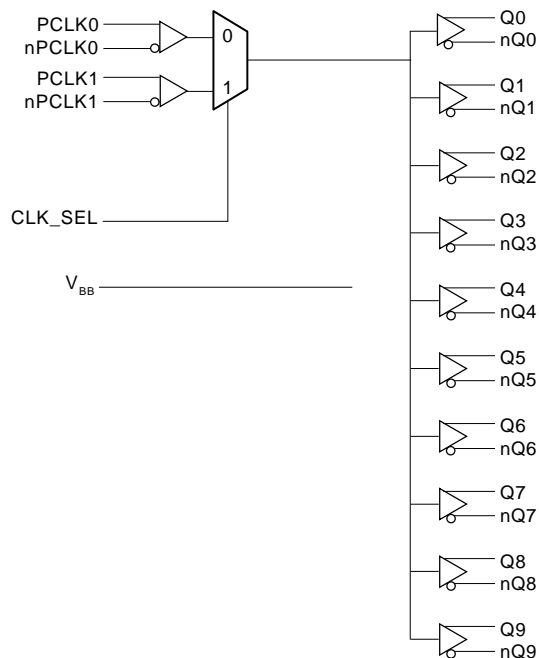 PCLK0
nPCLK0
PCLK1
nPCLK1
0
1
CLK_SEL
VBB
Q0
nQ0
Q1
nQ1
Q2
nQ2
Q3
nQ3
Q4
nQ4
Q5
nQ5
Q6
nQ6
Q7
nQ7
Q8
nQ8
Q9
nQ9